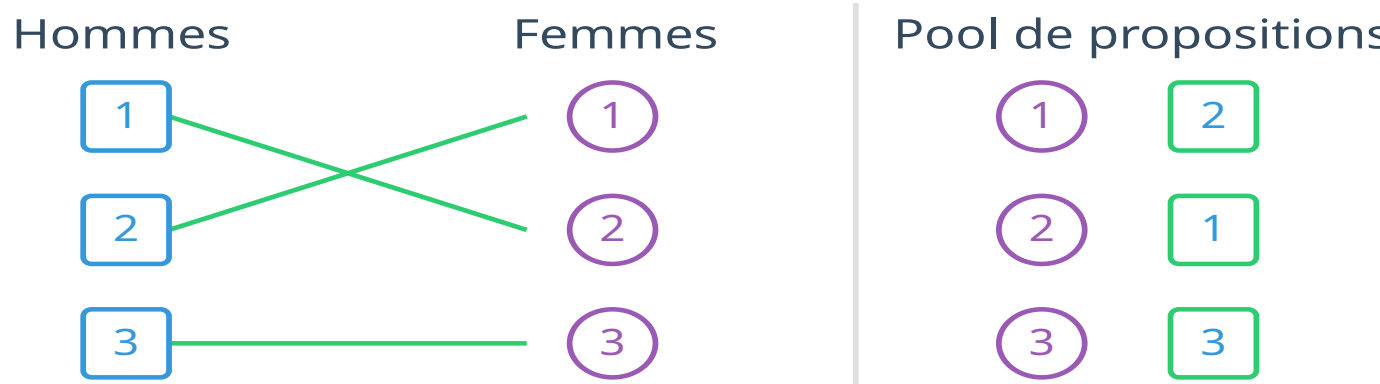 Hommes Femmes Pool de propositions
1 1 1 2
2 2 2 1
3 3 3 3